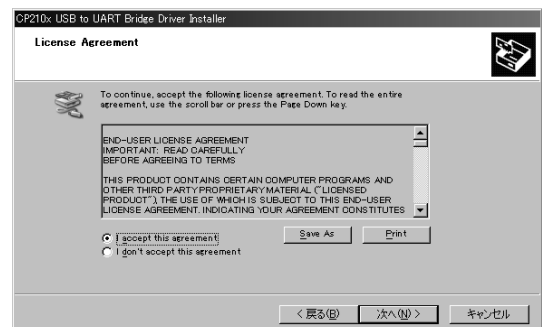 CP210x USB to UART Bridge Driver Installer
License Agreement
To continue, accept the following license agreement. To read the entire
agreement, use the scroll bar or press the Page Down key.
END-USER LICENSE AGREEMENT
IMPORTANT: READ CAREFULLY
BEFORE AGREEING TO TERMS
THIS PRODUCT CONTAINS CERTAIN COMPUTER PROGRAMS AND
OTHER THIRD PARTY PROPRIETARY MATERIAL ("LICENSED
PRODUCT"), THE USE OF WHICH IS SUBJECT TO THIS END-USER
LICENSE AGREEMENT. INDICATING YOUR AGREEMENT CONSTITUTES
I accept this agreement
Save As
Print
I don't accept this agreement
< 戻る(B)
次へ(N) >
キャンセル